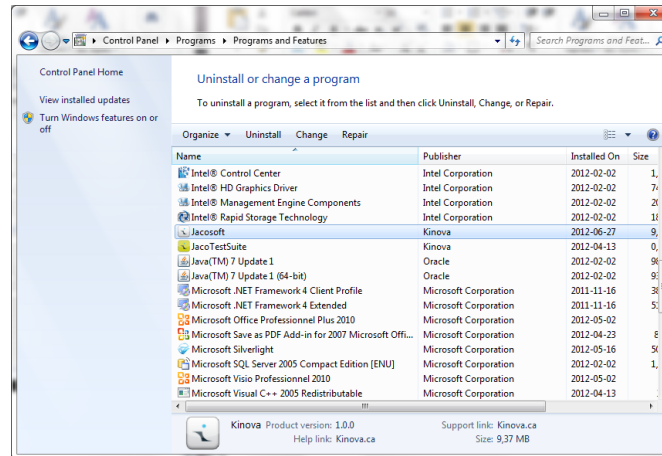 Control Panel ▸ Programs ▸ Programs and Features
Search Programs and Feat...
Control Panel Home
View installed updates
Turn Windows features on or off
Uninstall or change a program
To uninstall a program, select it from the list and then click Uninstall, Change, or Repair.
Organize Uninstall Change Repair
Name Publisher Installed On Size
Intel® Control Center Intel Corporation 2012-02-02 1,
Intel® HD Graphics Driver Intel Corporation 2012-02-02
Intel® Management Engine Components Intel Corporation 2012-02-02
Intel® Rapid Storage Technology Intel Corporation 2012-02-02
Jacosoft Kinova 2012-06-27 9,
JacoTestSuite Kinova 2012-04-13 0,
Java(TM) 7 Update 1 Oracle 2012-02-02
Java(TM) 7 Update 1 (64-bit) Oracle 2012-02-02
Microsoft .NET Framework 4 Client Profile Microsoft Corporation 2011-11-16
Microsoft .NET Framework 4 Extended Microsoft Corporation 2011-11-16
Microsoft Office Professionnel Plus 2010 Microsoft Corporation 2012-05-02
Microsoft Save as PDF Add-in for 2007 Microsoft Offi... Microsoft Corporation 2012-04-23
Microsoft Silverlight Microsoft Corporation 2012-05-16
Microsoft SQL Server 2005 Compact Edition [ENU] Microsoft Corporation 2012-02-02 1,
Microsoft Visio Professionnel 2010 Microsoft Corporation 2012-05-02
Microsoft Visual C++ 2005 Redistributable Microsoft Corporation 2012-04-13
Kinova Product version: 1.0.0 Support link: Kinova.ca
Help link: Kinova.ca Size: 9,37 MB